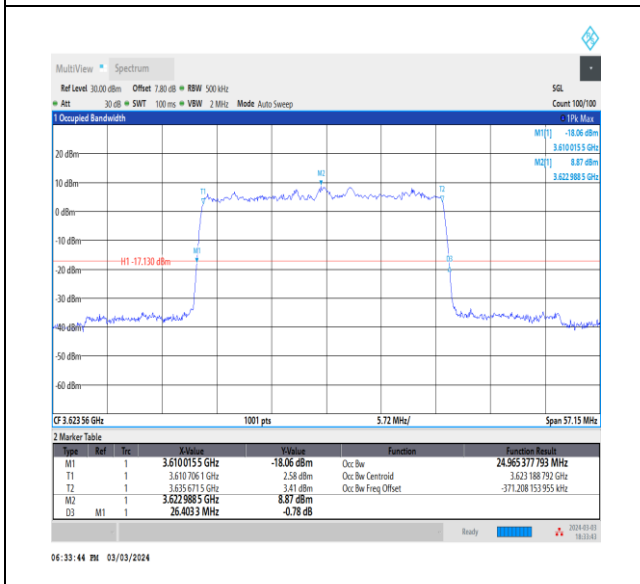 MultiView Spectrum
Ref Level 30.00 dBm Offset 7.80 dB RBW 500 kHz SGL
Att 30 dB SWT 100 ms VBW 2 MHz Mode Auto Sweep Count 100/100
1 Occupied Bandwidth 1Pk Max
M1[1] -18.06 dBm
3.610 015 5 GHz
M2[1] 8.87 dBm
3.622 988 5 GHz
20 dBm
M2
10 dBm
T1 T2
0 dBm
-10 dBm
M1
H1 -17.130 dBm
D3
-20 dBm
-30 dBm
-40 dBm
-50 dBm
-60 dBm
CF 3.623 56 GHz 1001 pts 5.72 MHz/ Span 57.15 MHz
2 Marker Table
Type Ref Trc X-Value Y-Value Function Function Result
M1 1 3.610 015 5 GHz -18.06 dBm Occ Bw 24.965 377 793 MHz
T1 1 3.610 706 1 GHz 2.58 dBm Occ Bw Centroid 3.623 188 792 GHz
T2 1 3.635 671 5 GHz 3.41 dBm Occ Bw Freq Offset -371.208 153 955 kHz
M2 1 3.622 988 5 GHz 8.87 dBm
D3 M1 1 26.403 3 MHz -0.78 dB
Ready 2024-03-03
18:33:43
06:33:44 PM 03/03/2024